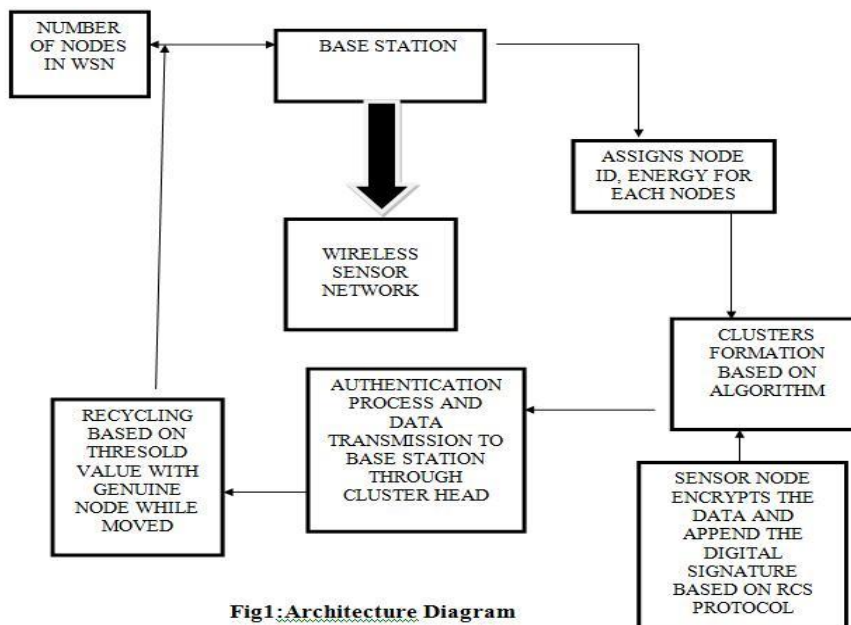 NUMBER
OF NODES
IN WSN
BASE STATION
ASSIGNS NODE
ID, ENERGY FOR
EACH NODES
WIRELESS
SENSOR
NETWORK
CLUSTERS
FORMATION
BASED ON
ALGORITHM
AUTHENTICATION
PROCESS AND
DATA
TRANSMISSION TO
BASE STATION
THROUGH
CLUSTER HEAD
RECYCLING
BASED ON
THRESOLD
VALUE WITH
GENUINE
NODE WHILE
MOVED
SENSOR NODE
ENCRYPTS THE
DATA AND
APPEND THE
DIGITAL
SIGNATURE
BASED ON RCS
PROTOCOL
Fig1:Architecture Diagram